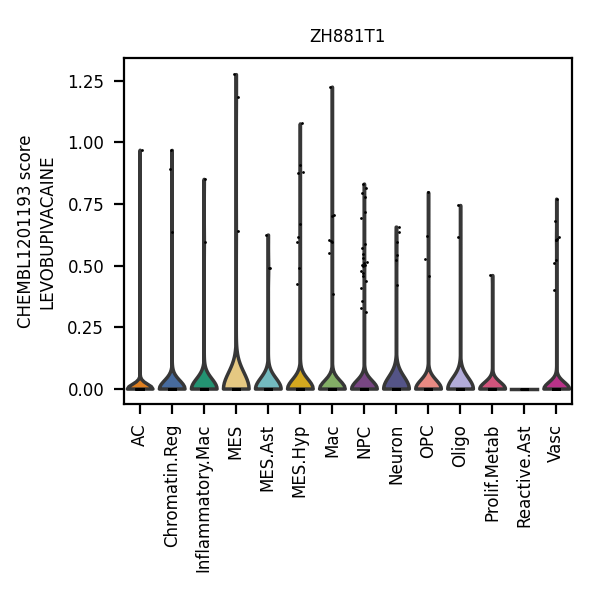 ZH881T1
CHEMBL1201193 score
LEVOBUPIVACAINE
1.25
1.00
0.75
0.50
0.25
0.00
AC
Chromatin.Reg
Inflammatory.Mac
MES
MES.Ast
MES.Hyp
Mac
NPC
Neuron
OPC
Oligo
Prolif.Metab
Reactive.Ast
Vasc